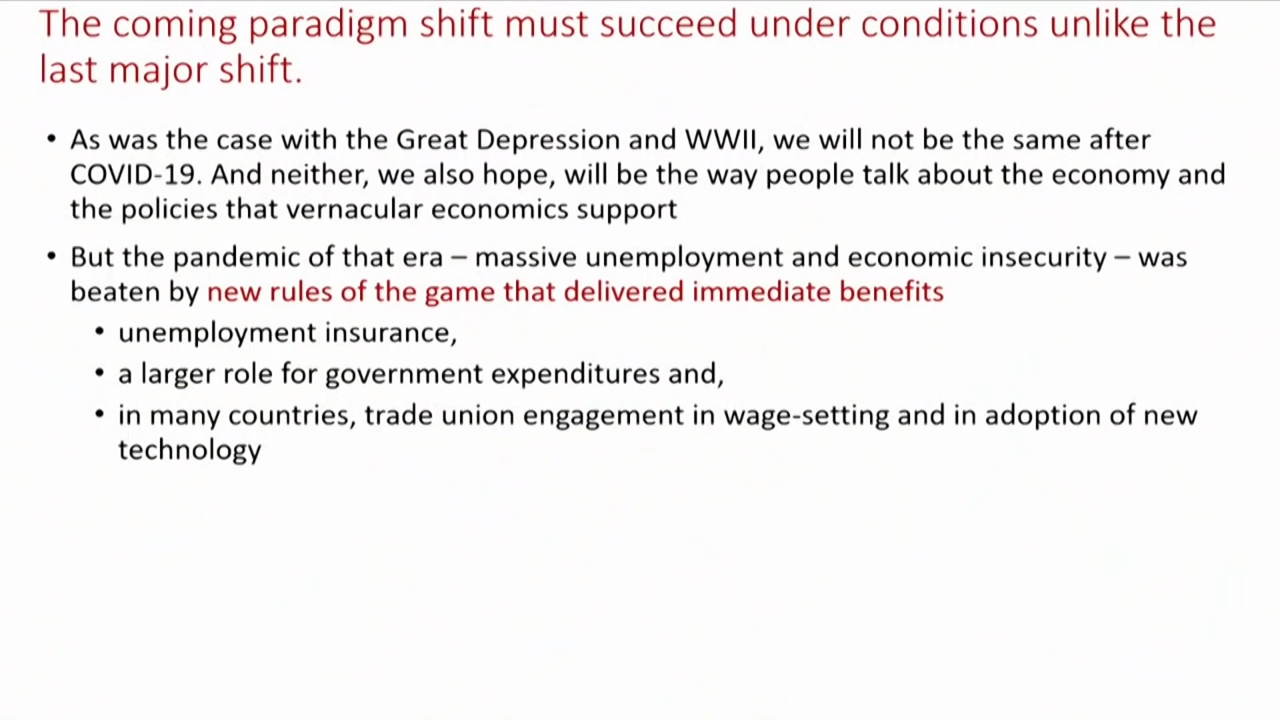 The coming paradigm shift must succeed under conditions unlike the
last major shift.
• As was the case with the Great Depression and WWII, we will not be the same after
COVID-19. And neither, we also hope, will be the way people talk about the economy and
the policies that vernacular economics support
• But the pandemic of that era – massive unemployment and economic insecurity – was
beaten by new rules of the game that delivered immediate benefits
• unemployment insurance,
• a larger role for government expenditures and,
• in many countries, trade union engagement in wage-setting and in adoption of new
technology